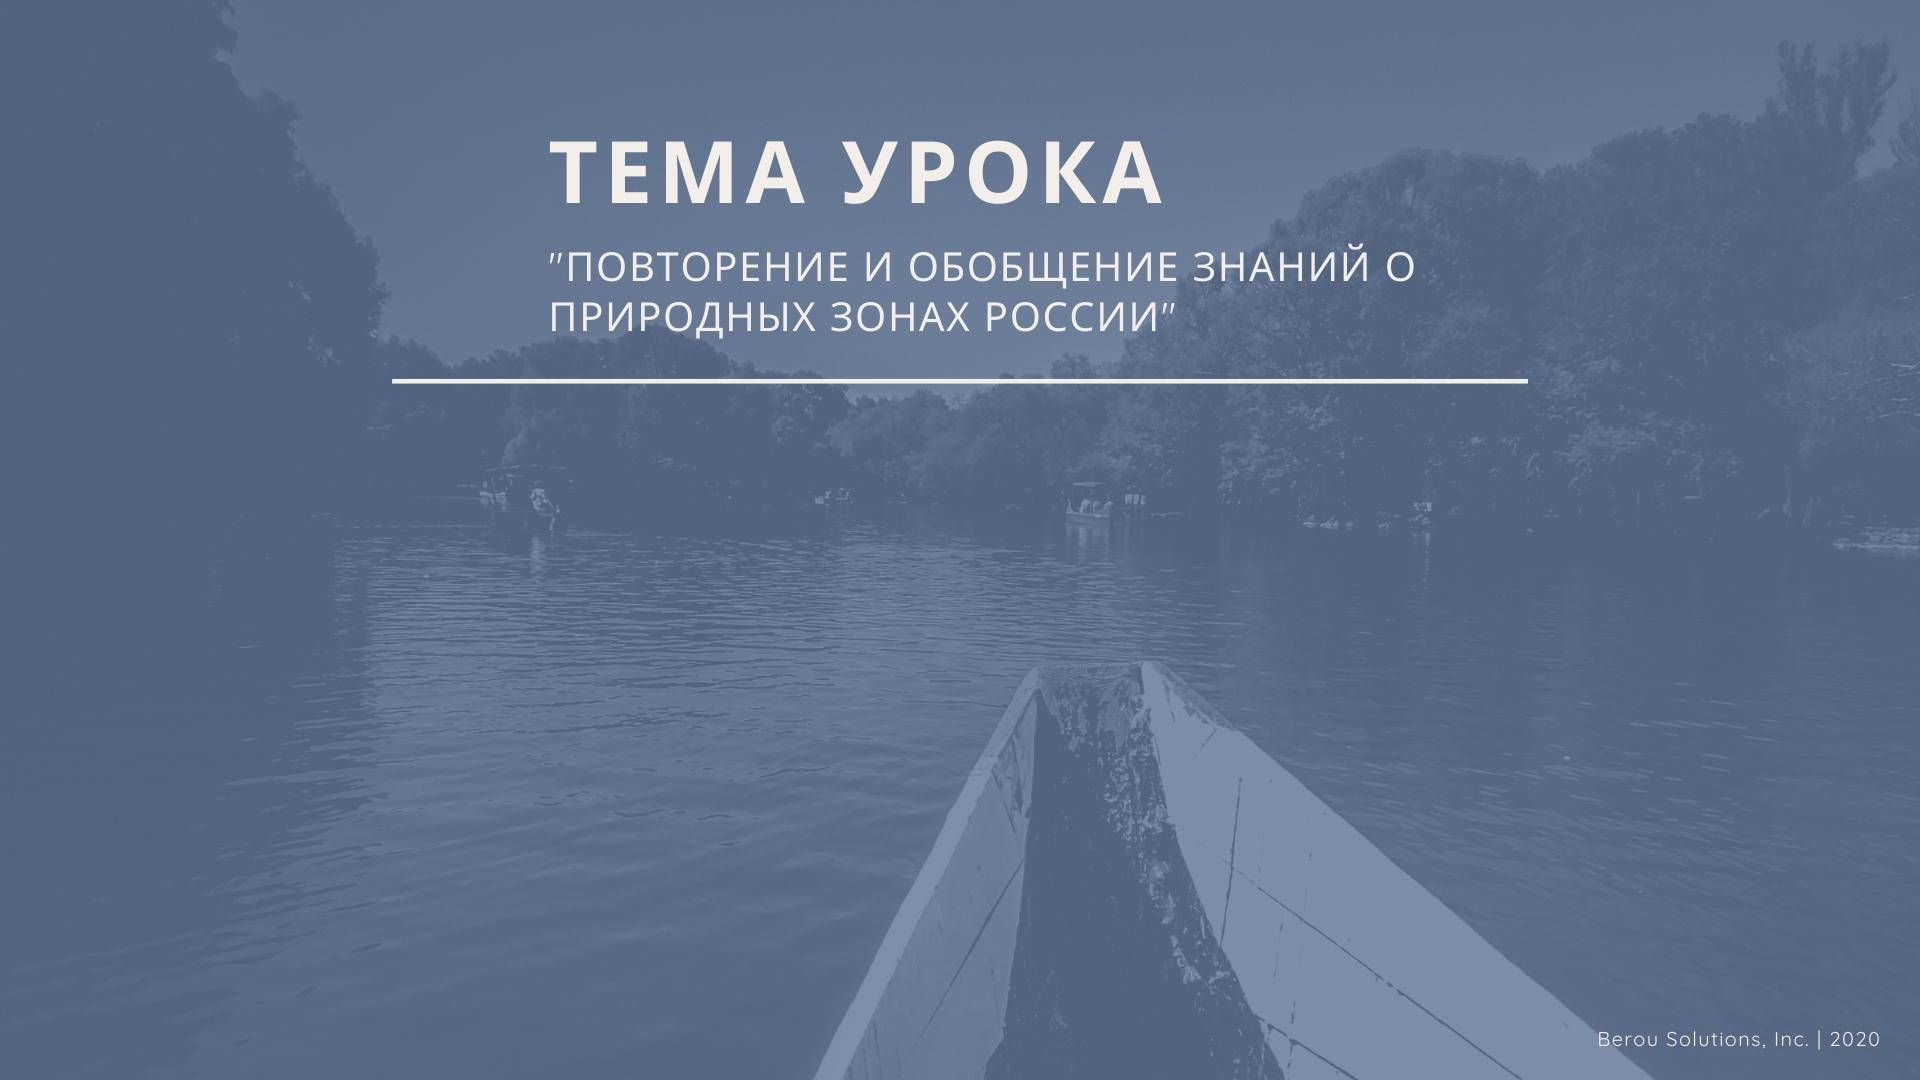 ТЕМА УРОКА
"ПОВТОРЕНИЕ И ОБОБЩЕНИЕ ЗНАНИЙ О
ПРИРОДНЫХ ЗОНАХ РОССИИ"
Berou Solutions, Inc. | 2020